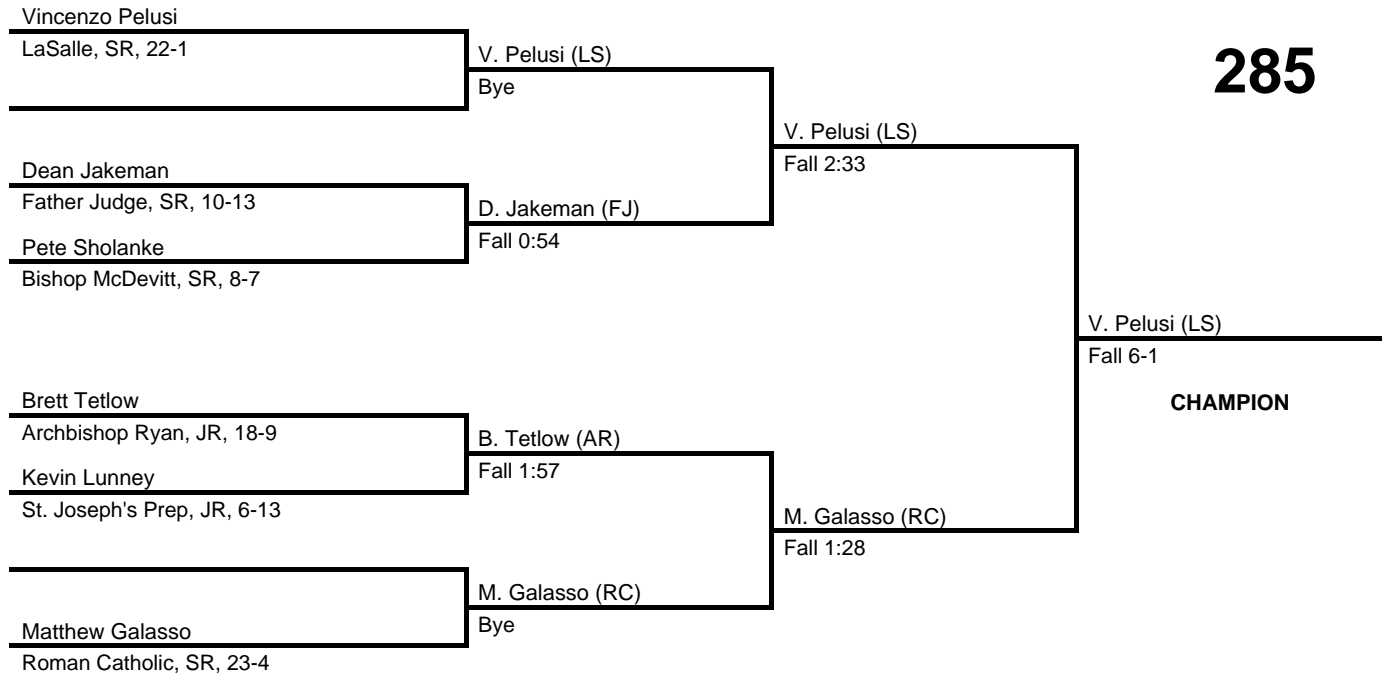 Vincenzo Pelusi
LaSalle, SR, 22-1
V. Pelusi (LS)
Bye
285
V. Pelusi (LS)
Fall 2:33
Dean Jakeman
Father Judge, SR, 10-13
D. Jakeman (FJ)
Fall 0:54
Pete Sholanke
Bishop McDevitt, SR, 8-7
V. Pelusi (LS)
Fall 6-1
CHAMPION
Brett Tetlow
Archbishop Ryan, JR, 18-9
B. Tetlow (AR)
Fall 1:57
Kevin Lunney
St. Joseph's Prep, JR, 6-13
M. Galasso (RC)
Fall 1:28
M. Galasso (RC)
Bye
Matthew Galasso
Roman Catholic, SR, 23-4